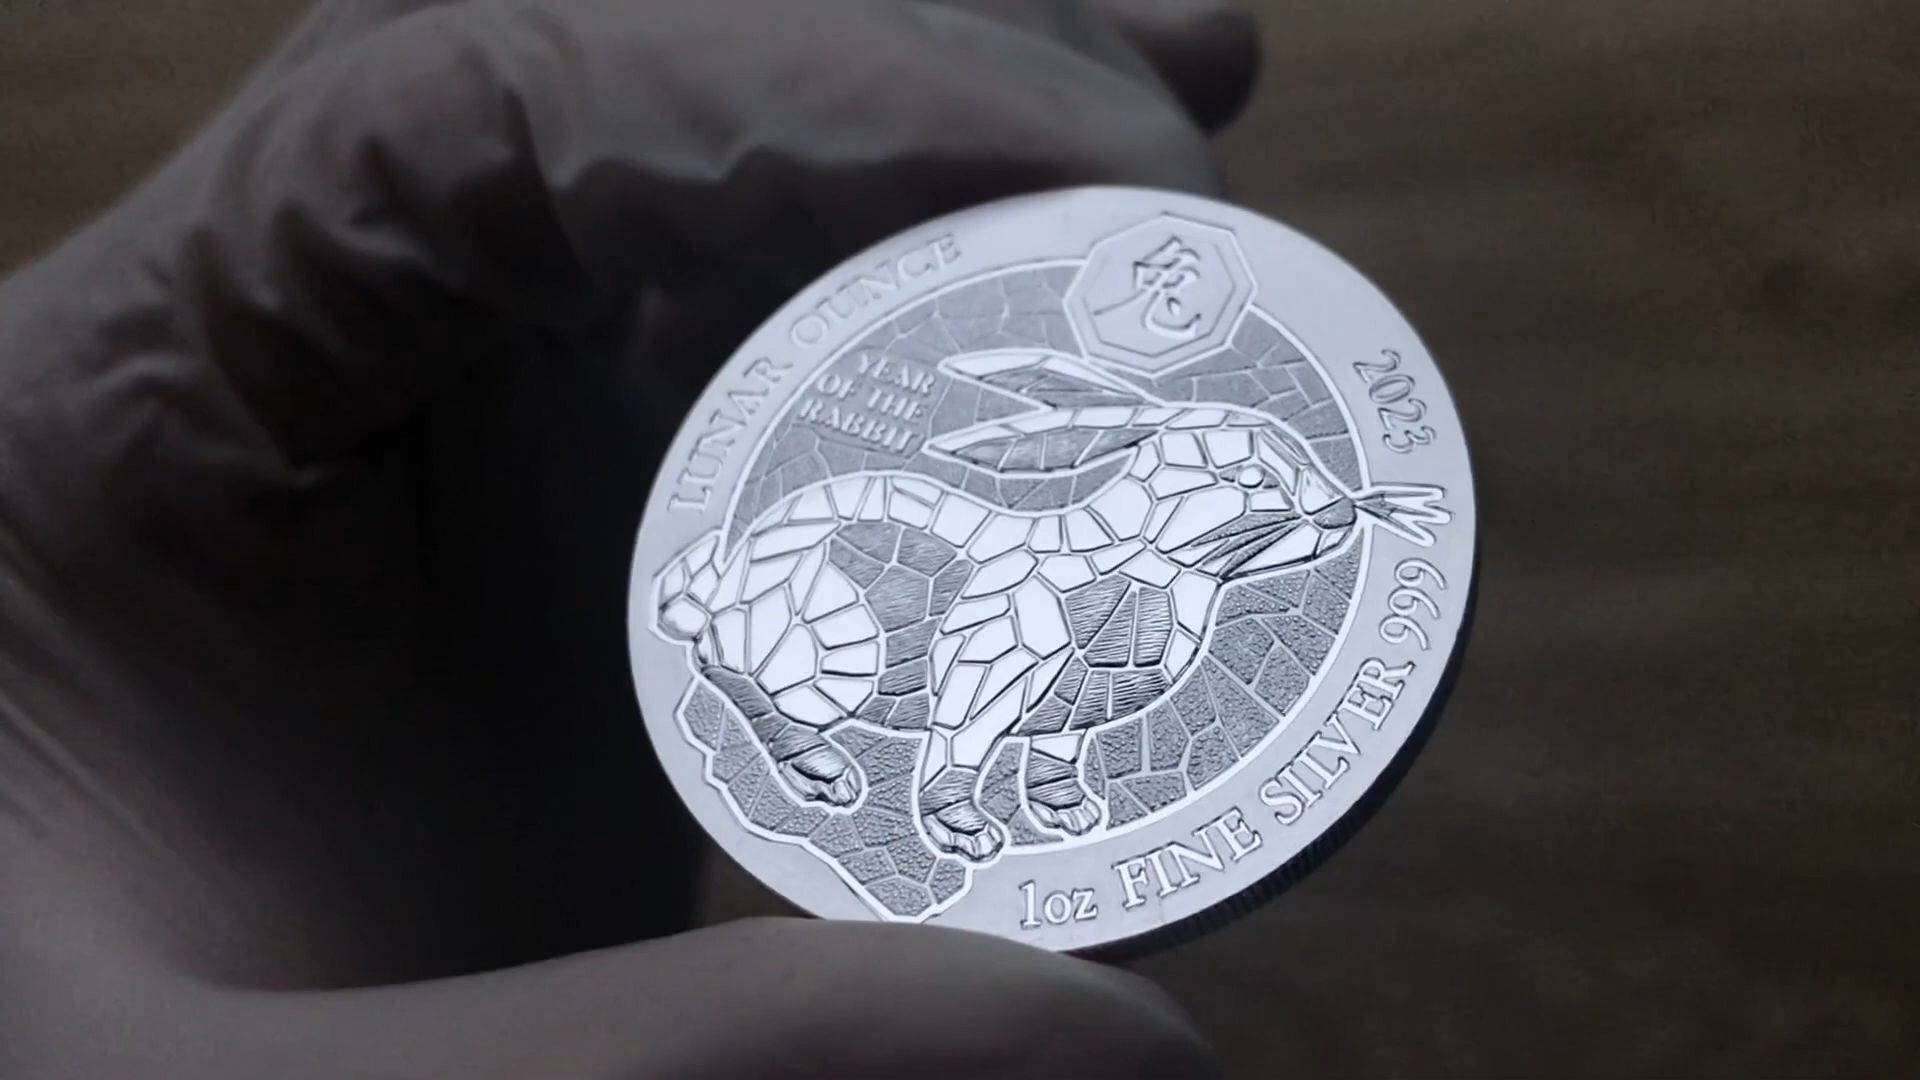 LUNAR OUNCE
兔
2023
YEAR
OF THE
RABBIT
1oz FINE SILVER 999